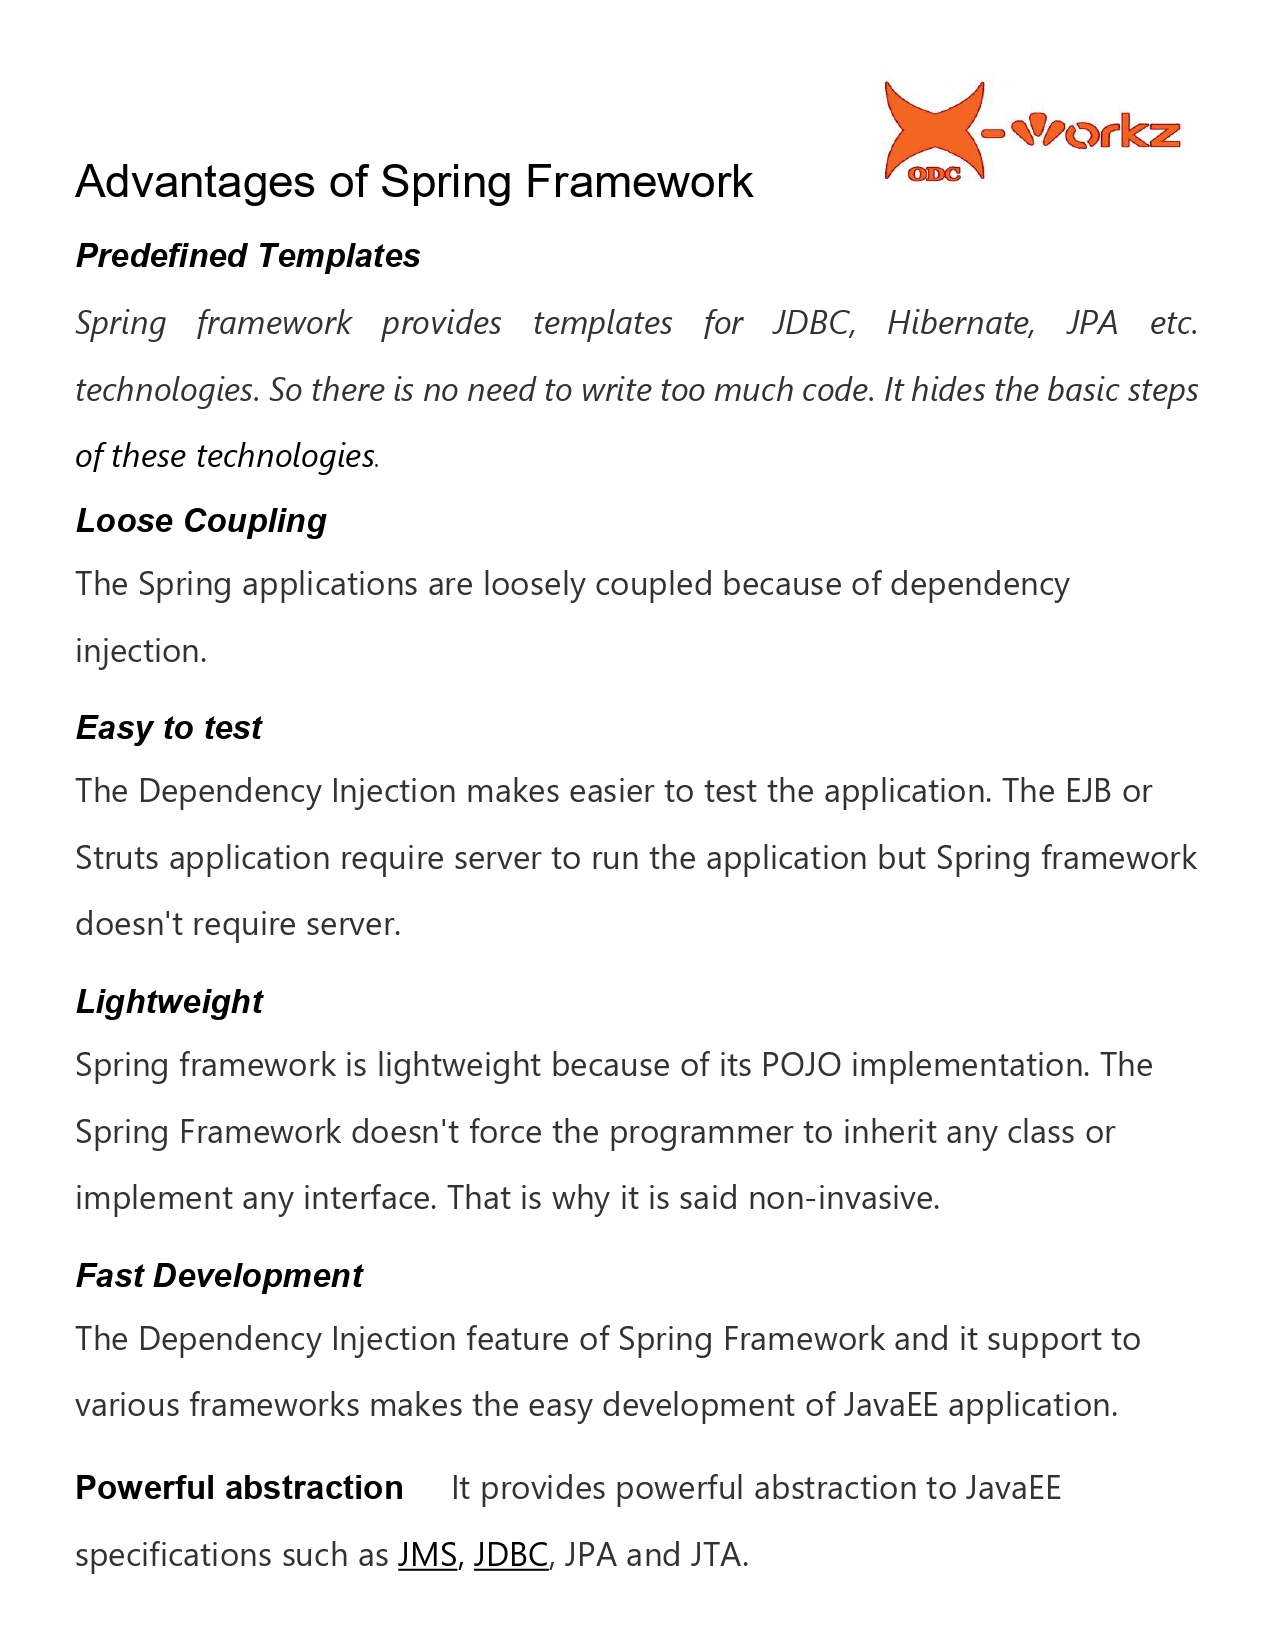 -workz
ODC
Advantages of Spring Framework
Predefined Templates
Spring framework provides templates for JDBC, Hibernate, JPA etc.
technologies. So there is no need to write too much code. It hides the basic steps
of these technologies.
Loose Coupling
The Spring applications are loosely coupled because of dependency
injection.
Easy to test
The Dependency Injection makes easier to test the application. The EJB or
Struts application require server to run the application but Spring framework
doesn't require server.
Lightweight
Spring framework is lightweight because of its POJO implementation. The
Spring Framework doesn't force the programmer to inherit any class or
implement any interface. That is why it is said non-invasive.
Fast Development
The Dependency Injection feature of Spring Framework and it support to
various frameworks makes the easy development of JavaEE application.
Powerful abstraction It provides powerful abstraction to JavaEE
specifications such as JMS, JDBC, JPA and JTA.